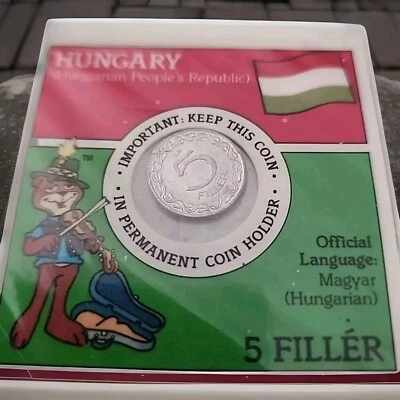 HUNGARY
(Hungarian People's Republic)
• IMPORTANT: KEEP THIS COIN •
• IN PERMANENT COIN HOLDER •
5
FILLÉR
TM
Official
Language:
Magyar
(Hungarian)
5 FILLÉR